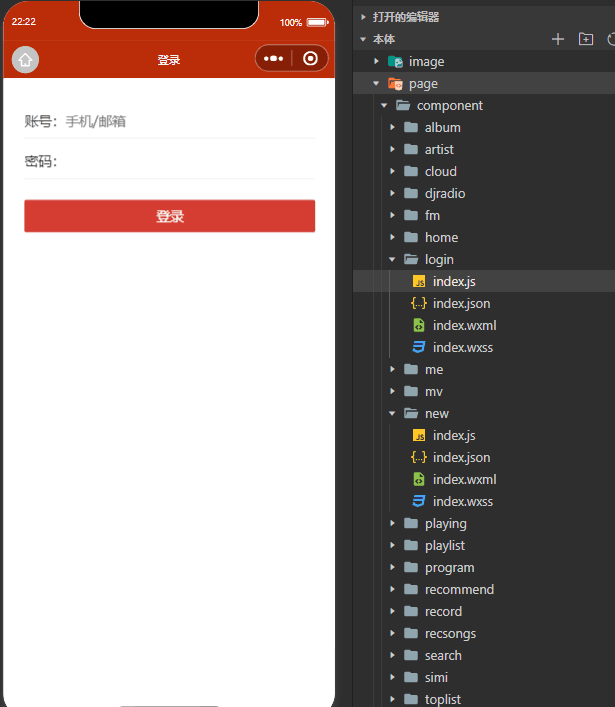 22:22
100%
登录
账号：手机/邮箱
密码：
登录
打开的编辑器
本体
image
page
component
album
artist
cloud
djradio
fm
home
login
index.js
index.json
index.wxml
index.wxss
me
mv
new
index.js
index.json
index.wxml
index.wxss
playing
playlist
program
recommend
record
recsongs
search
simi
toplist